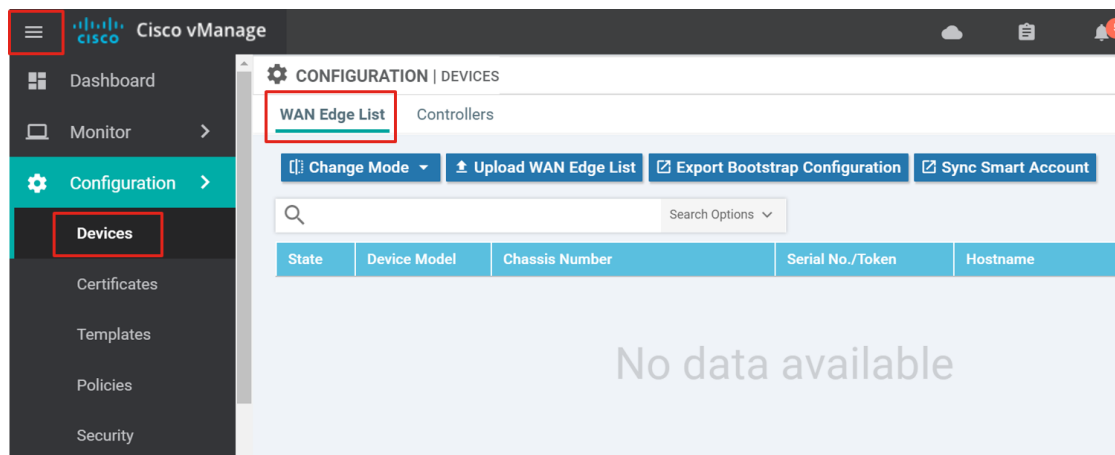 cisco Cisco vManage
Dashboard
CONFIGURATION | DEVICES
WAN Edge List Controllers
Monitor
Change Mode Upload WAN Edge List Export Bootstrap Configuration Sync Smart Account
Configuration
Search Options
Devices
State Device Model Chassis Number Serial No./Token Hostname
Certificates
Templates
No data available
Policies
Security